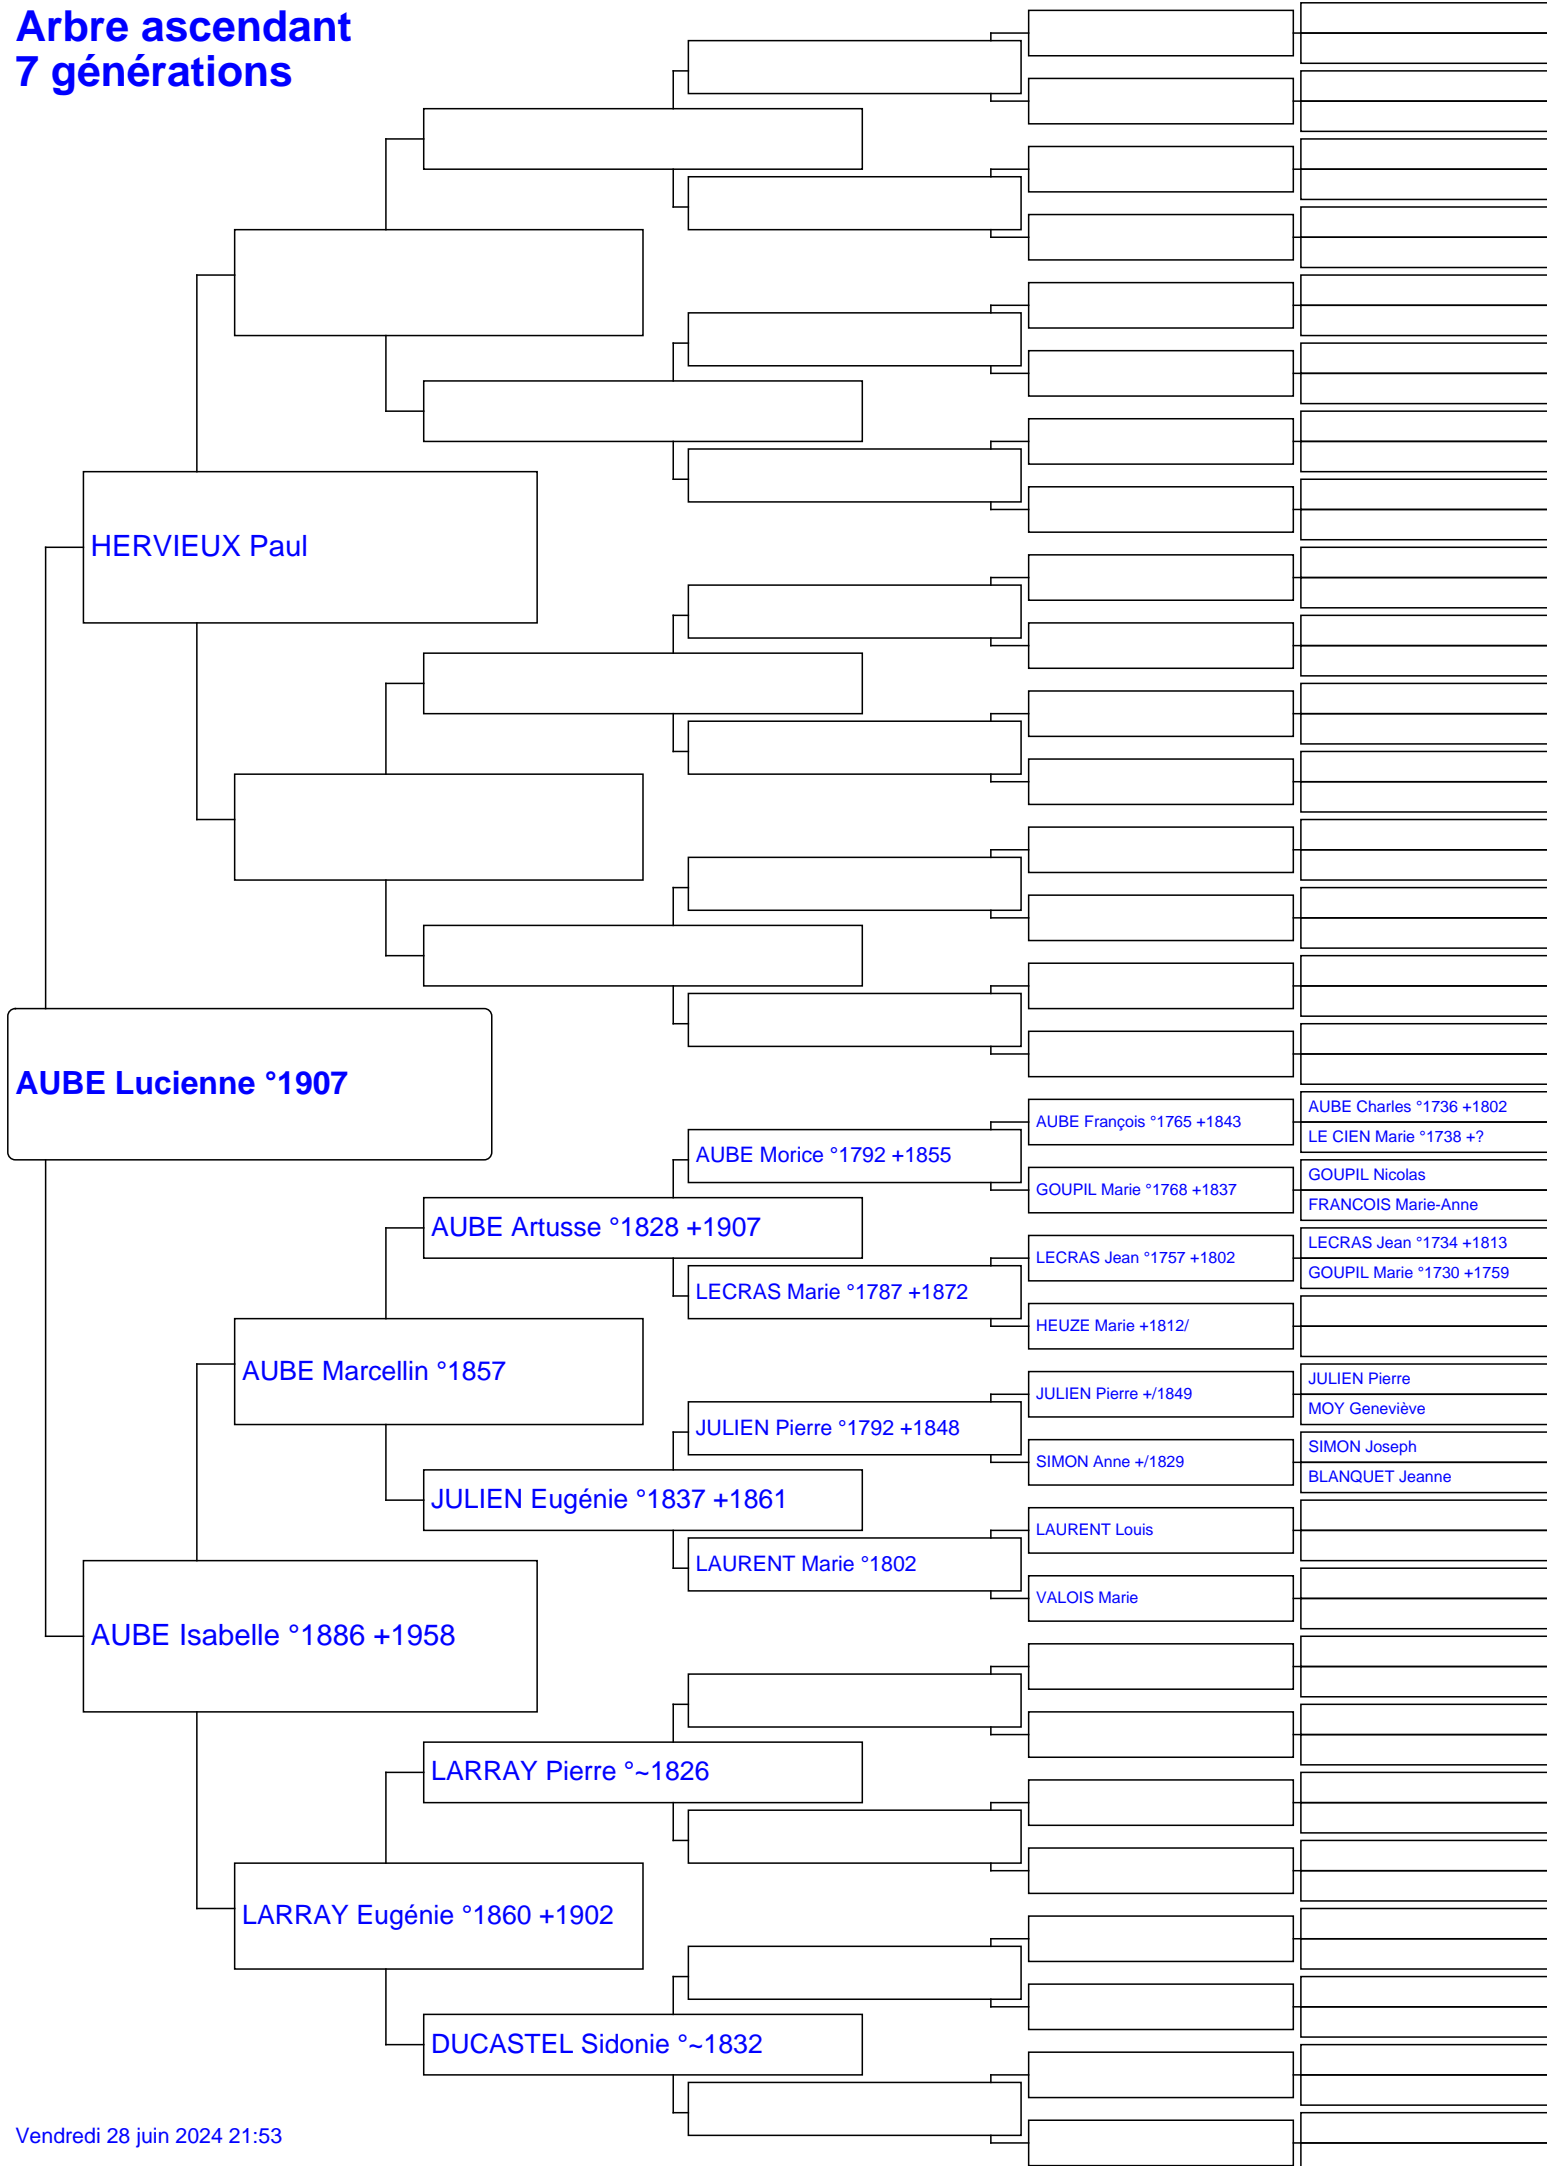 Arbre ascendant
7 générations
HERVIEUX Paul
AUBE Lucienne °1907
AUBE Charles °1736 +1802
AUBE François °1765 +1843
LE CIEN Marie °1738 +?
AUBE Morice °1792 +1855
GOUPIL Nicolas
GOUPIL Marie °1768 +1837
FRANCOIS Marie-Anne
AUBE Artusse °1828 +1907
LECRAS Jean °1734 +1813
LECRAS Jean °1757 +1802
GOUPIL Marie °1730 +1759
LECRAS Marie °1787 +1872
HEUZE Marie +1812/
AUBE Marcellin °1857
JULIEN Pierre
JULIEN Pierre +/1849
MOY Geneviève
JULIEN Pierre °1792 +1848
SIMON Joseph
SIMON Anne +/1829
BLANQUET Jeanne
JULIEN Eugénie °1837 +1861
LAURENT Louis
LAURENT Marie °1802
VALOIS Marie
AUBE Isabelle °1886 +1958
LARRAY Pierre °~1826
LARRAY Eugénie °1860 +1902
DUCASTEL Sidonie °~1832
Vendredi 28 juin 2024 21:53